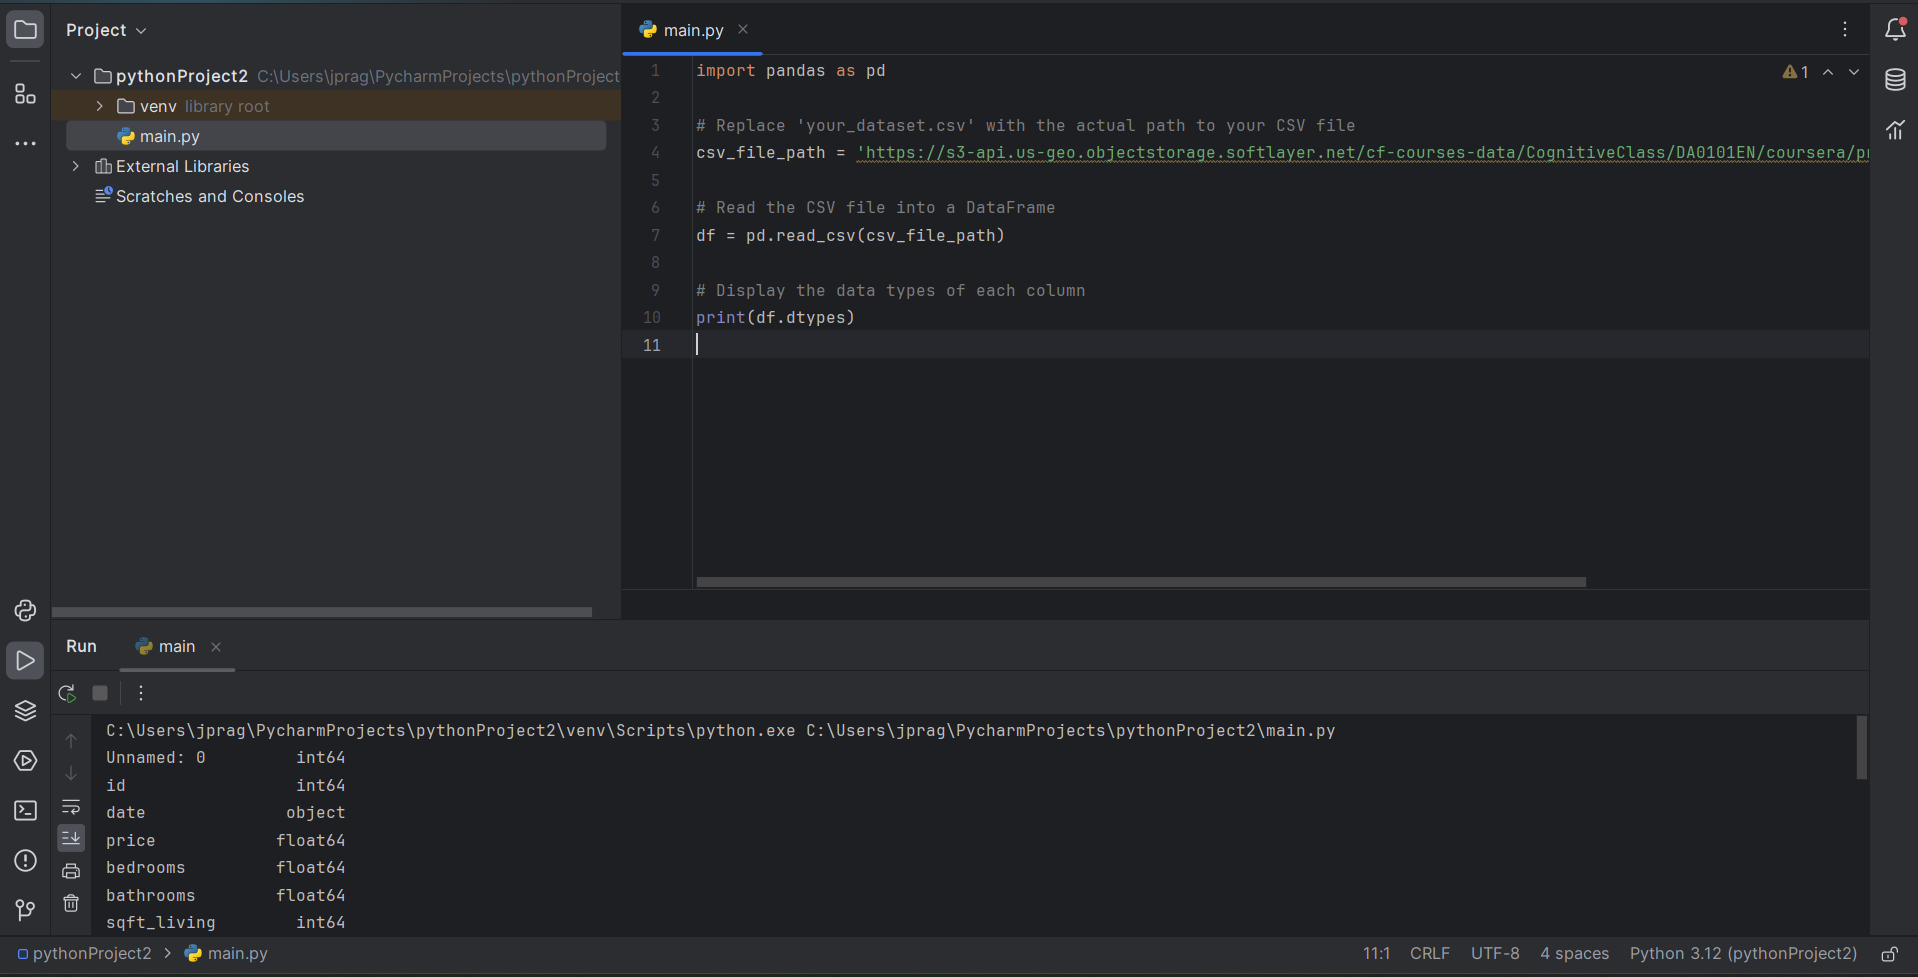 Project
pythonProject2 C:\Users\jprag\PycharmProjects\pythonProject
venv library root
main.py
External Libraries
Scratches and Consoles
main.py
1
1 import pandas as pd
2
3 # Replace 'your_dataset.csv' with the actual path to your CSV file
4 csv_file_path = 'https://s3-api.us-geo.objectstorage.softlayer.net/cf-courses-data/CognitiveClass/DA0101EN/coursera/pr
5
6 # Read the CSV file into a DataFrame
7 df = pd.read_csv(csv_file_path)
8
9 # Display the data types of each column
10 print(df.dtypes)
11
Run main
C:\Users\jprag\PycharmProjects\pythonProject2\venv\Scripts\python.exe C:\Users\jprag\PycharmProjects\pythonProject2\main.py
Unnamed: 0 int64
id int64
date object
price float64
bedrooms float64
bathrooms float64
sqft_living int64
pythonProject2 > main.py 11:1 CRLF UTF-8 4 spaces Python 3.12 (pythonProject2)